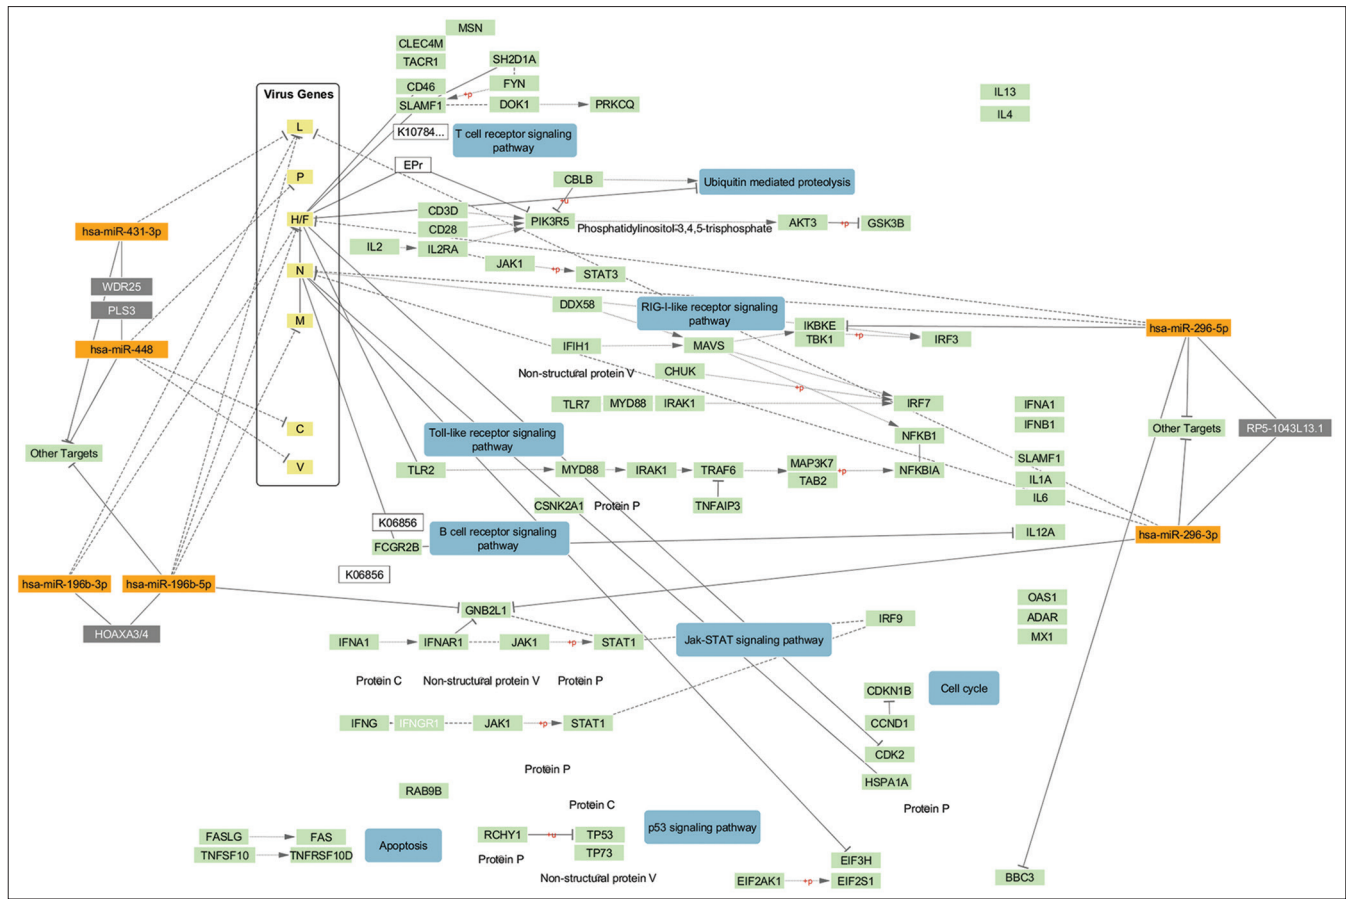 MSN
CLEC4M
TACR1
SH2D1A
CD46
FYN
SLAMF1
+p
DOK1
PRKCQ
IL13
IL4
Virus Genes
L
P
H/F
N
M
C
V
K10784...
T cell receptor signaling
pathway
EPr
CBLB
+u
Ubiquitin mediated proteolysis
CD3D
CD28
PIK3R5
Phosphatidylinositol-3,4,5-trisphosphate
AKT3
+p
GSK3B
IL2
IL2RA
JAK1
+p
STAT3
hsa-miR-431-3p
WDR25
PLS3
hsa-miR-448
Other Targets
DDX58
RIG-I-like receptor signaling
pathway
IKBKE
TBK1
+p
IRF3
hsa-miR-296-5p
IFIH1
MAVS
Non-structural protein V
CHUK
+p
TLR7
MYD88
IRAK1
IRF7
IFNA1
IFNB1
Other Targets
RP5-1043L13.1
Toll-like receptor signaling
pathway
NFKB1
TLR2
MYD88
IRAK1
TRAF6
MAP3K7
TAB2
+p
NFKBIA
SLAMF1
IL1A
IL6
CSNK2A1
Protein P
TNFAIP3
K06856
B cell receptor signaling
pathway
FCGR2B
IL12A
hsa-miR-296-3p
K06856
hsa-miR-196b-3p
hsa-miR-196b-5p
HOAXA3/4
GNB2L1
OAS1
ADAR
MX1
IRF9
IFNA1
IFNAR1
JAK1
+p
STAT1
Jak-STAT signaling pathway
Protein C
Non-structural protein V
Protein P
CDKN1B
Cell cycle
IFNG
IFNGR1
JAK1
+p
STAT1
CCND1
CDK2
HSPA1A
Protein P
Protein P
RAB9B
Protein C
FASLG
FAS
TNFSF10
TNFRSF10D
Apoptosis
RCHY1
+u
TP53
TP73
p53 signaling pathway
Protein P
Non-structural protein V
EIF3H
EIF2AK1
+p
EIF2S1
BBC3